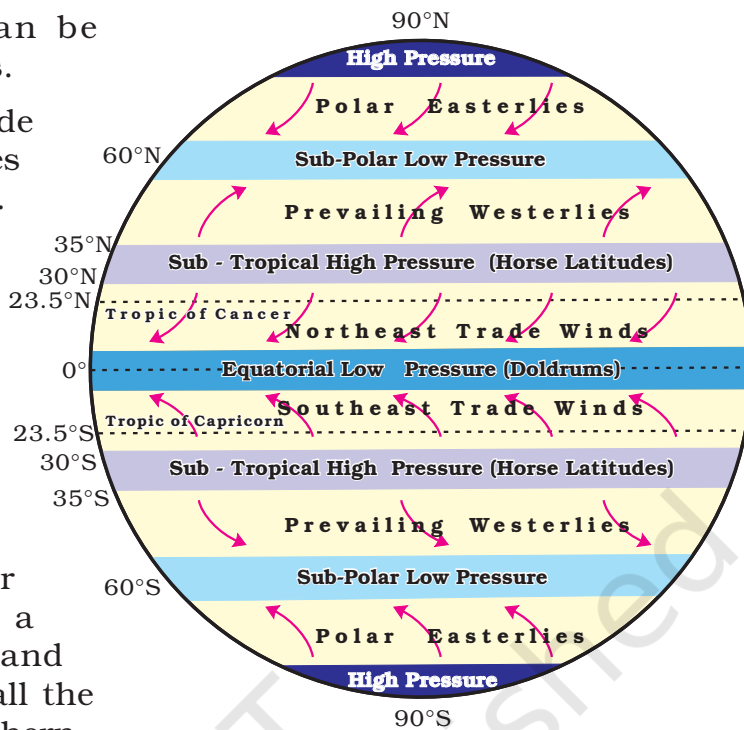 an be
s.
de
es
.
r
a
and
all the
hern
90°N
High Pressure
Polar Easterlies
60°N
Sub-Polar Low Pressure
Prevailing Westerlies
35°N
Sub - Tropical High Pressure (Horse Latitudes)
30°N
23.5°N
Tropic of Cancer
Northeast Trade Winds
0°
Equatorial Low Pressure (Doldrums)
Southeast Trade Winds
Tropic of Capricorn
23.5°S
30°S
Sub - Tropical High Pressure (Horse Latitudes)
35°S
Prevailing Westerlies
60°S
Sub-Polar Low Pressure
Polar Easterlies
High Pressure
90°S
shed